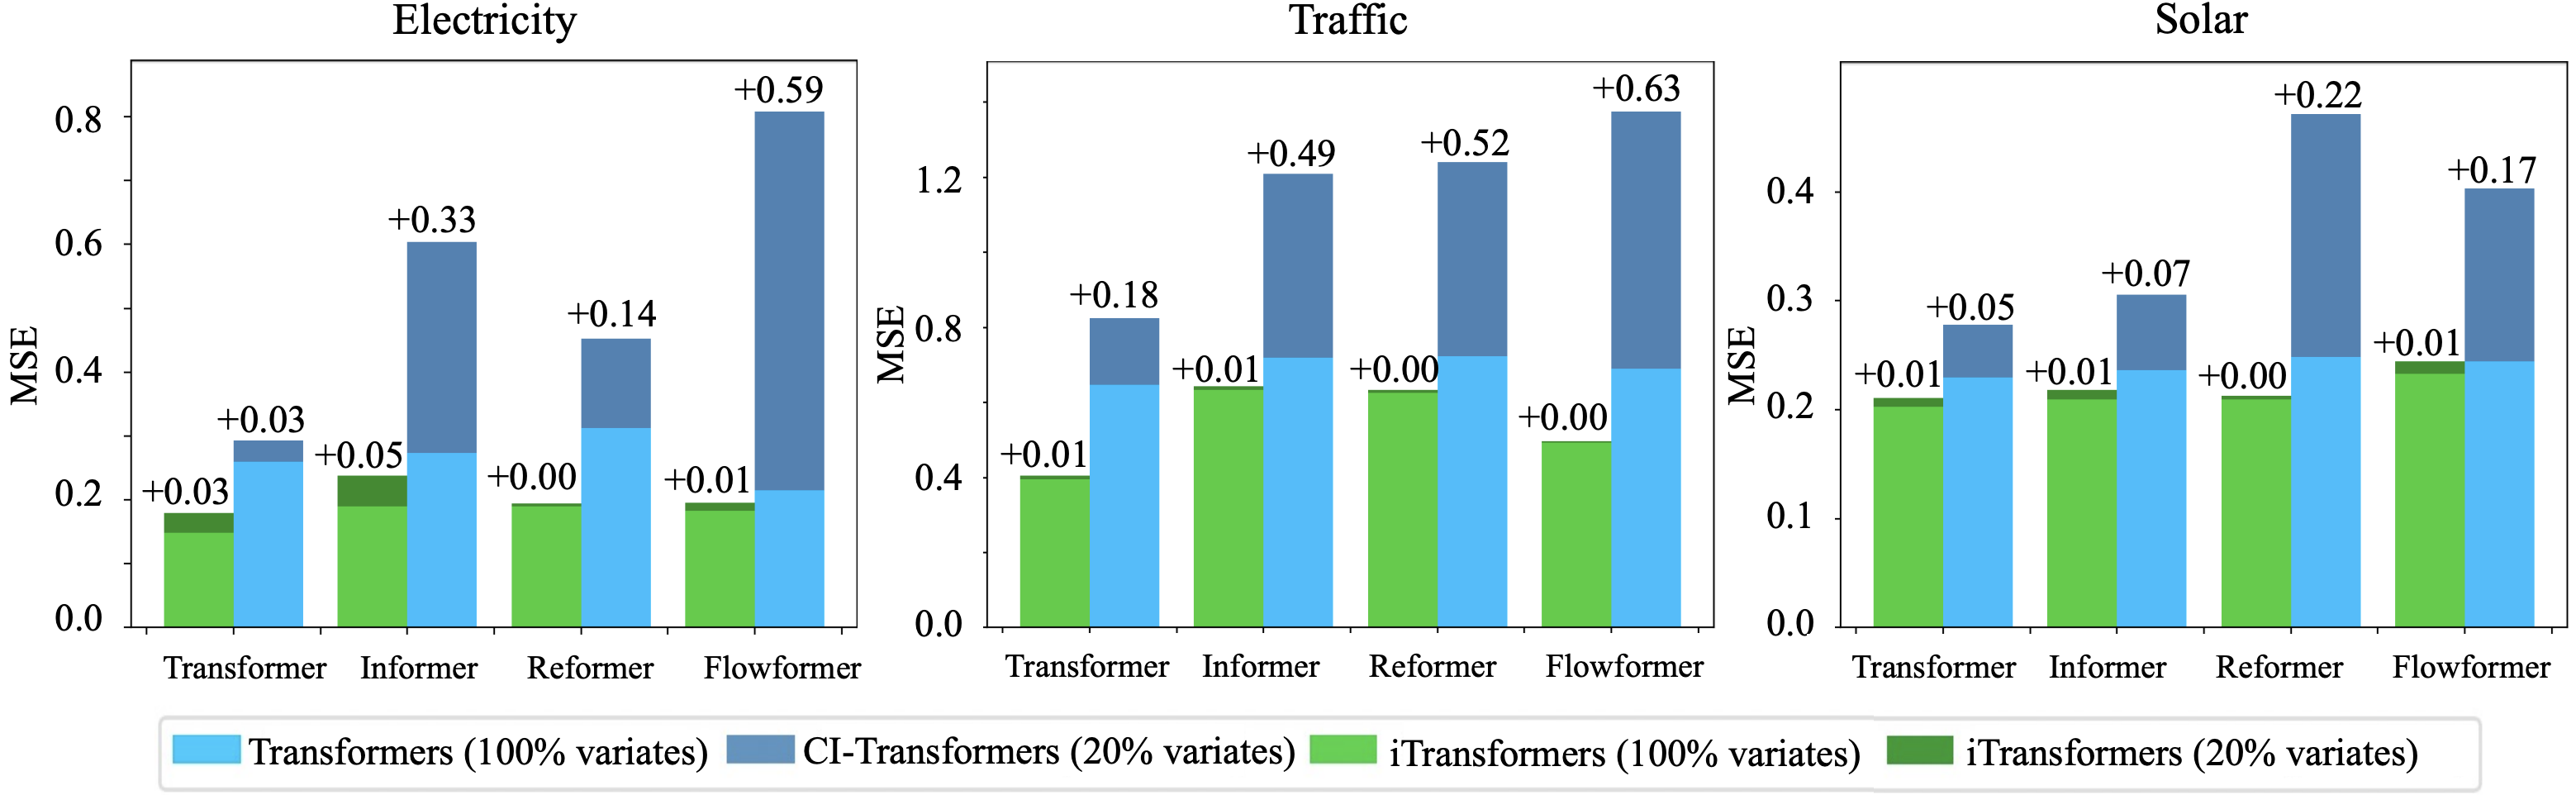 Electricity
Traffic
Solar
MSE
0.8
0.6
0.4
0.2
0.0
+0.03
+0.03
+0.05
+0.33
+0.00
+0.14
+0.01
+0.59
Transformer
Informer
Reformer
Flowformer
MSE
1.2
0.8
0.4
0.0
+0.01
+0.18
+0.01
+0.49
+0.00
+0.52
+0.00
+0.63
Transformer
Informer
Reformer
Flowformer
MSE
0.4
0.3
0.2
0.1
0.0
+0.01
+0.05
+0.01
+0.07
+0.00
+0.22
+0.01
+0.17
Transformer
Informer
Reformer
Flowformer
Transformers (100% variates)
CI-Transformers (20% variates)
iTransformers (100% variates)
iTransformers (20% variates)